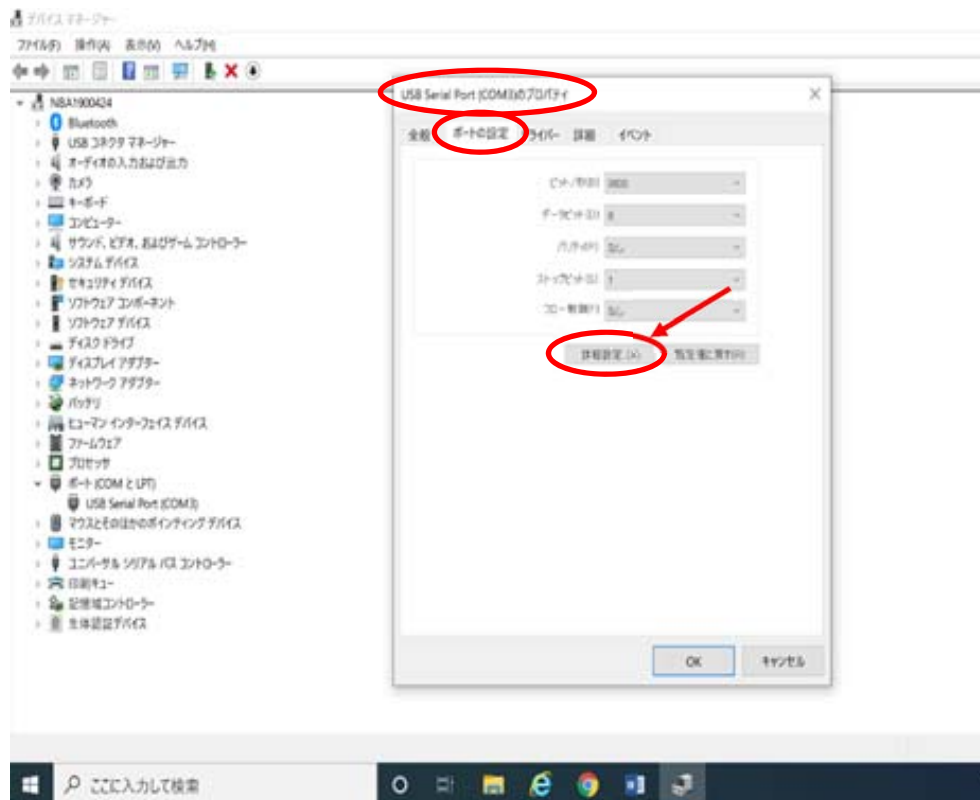 デバイス マネージャー
ファイル(F) 操作(A) 表示(V) ヘルプ(H)
NBA1900424
Bluetooth
USB コネクタ マネージャー
オーディオの入力および出力
カメラ
キーボード
コンピューター
サウンド、ビデオ、およびゲーム コントローラー
システム デバイス
セキュリティ デバイス
ソフトウェア コンポーネント
ソフトウェア デバイス
ディスク ドライブ
ディスプレイ アダプター
ネットワーク アダプター
バッテリ
ヒューマン インターフェイス デバイス
ファームウェア
プロセッサ
ポート (COM と LPT)
USB Serial Port (COM3)
マウスとそのほかのポインティング デバイス
モニター
ユニバーサル シリアル バス コントローラー
印刷キュー
記憶域コントローラー
生体認証デバイス
USB Serial Port (COM3)のプロパティ
全般 ポートの設定 ドライバー 詳細 イベント
ビット/秒(B) 9600
データ ビット(D) 8
パリティ(P) なし
ストップ ビット(S) 1
フロー制御(F) なし
詳細設定(A) 既定値に戻す(R)
OK キャンセル
ここに入力して検索